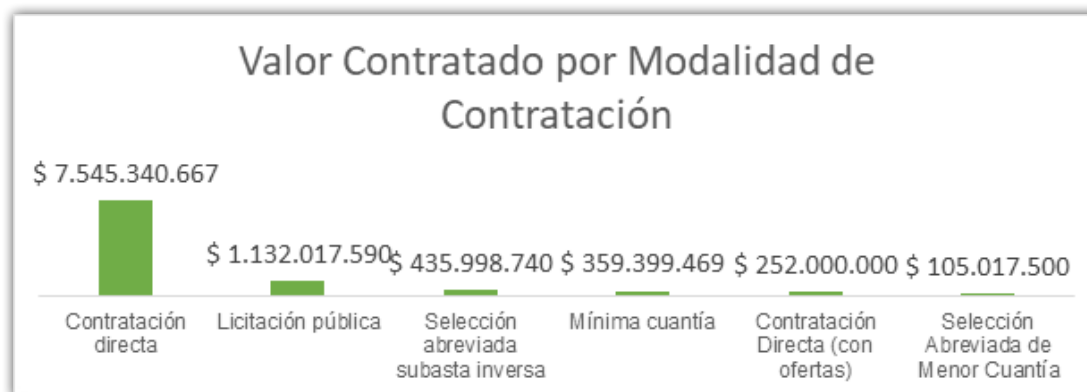 Valor Contratado por Modalidad de
Contratación
$ 7.545.340.667
$ 1.132.017.590
$ 435.998.740
$ 359.399.469
$ 252.000.000
$ 105.017.500
Contratación
directa
Licitación pública
Selección
abreviada
subasta inversa
Mínima cuantía
Contratación
Directa (con
ofertas)
Selección
Abreviada de
Menor Cuantía